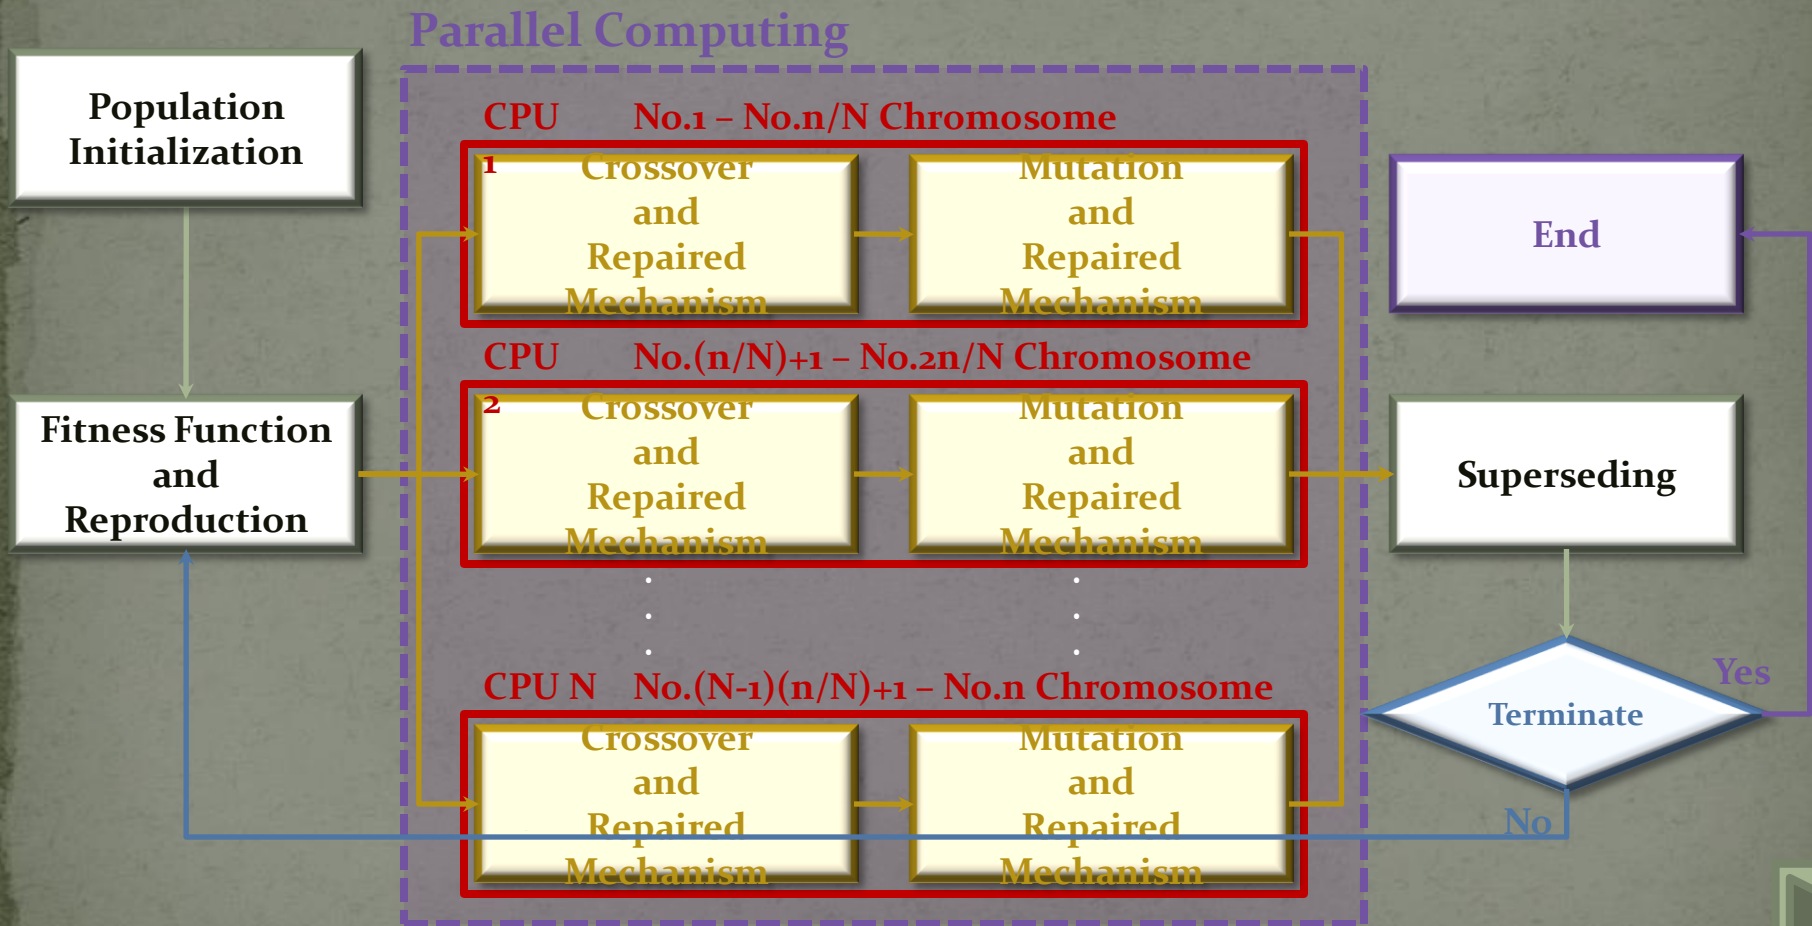 Parallel Computing
Population
Initialization
Fitness Function
and
Reproduction
CPU 1
No.1 – No.n/N Chromosome
Crossover
and
Repaired
Mechanism
Mutation
and
Repaired
Mechanism
CPU 2
No.(n/N)+1 – No.2n/N Chromosome
Crossover
and
Repaired
Mechanism
Mutation
and
Repaired
Mechanism
.
.
.
.
.
.
CPU N
No.(N-1)(n/N)+1 – No.n Chromosome
Crossover
and
Repaired
Mechanism
Mutation
and
Repaired
Mechanism
End
Superseding
Terminate
Yes
No